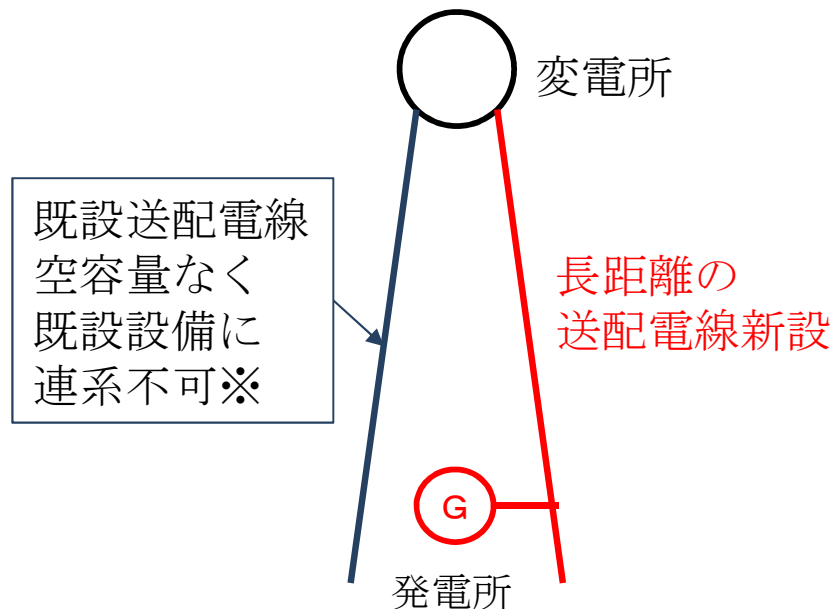 変電所
既設送配電線
空容量なく
既設設備に
連系不可※
長距離の
送配電線新設
G
発電所